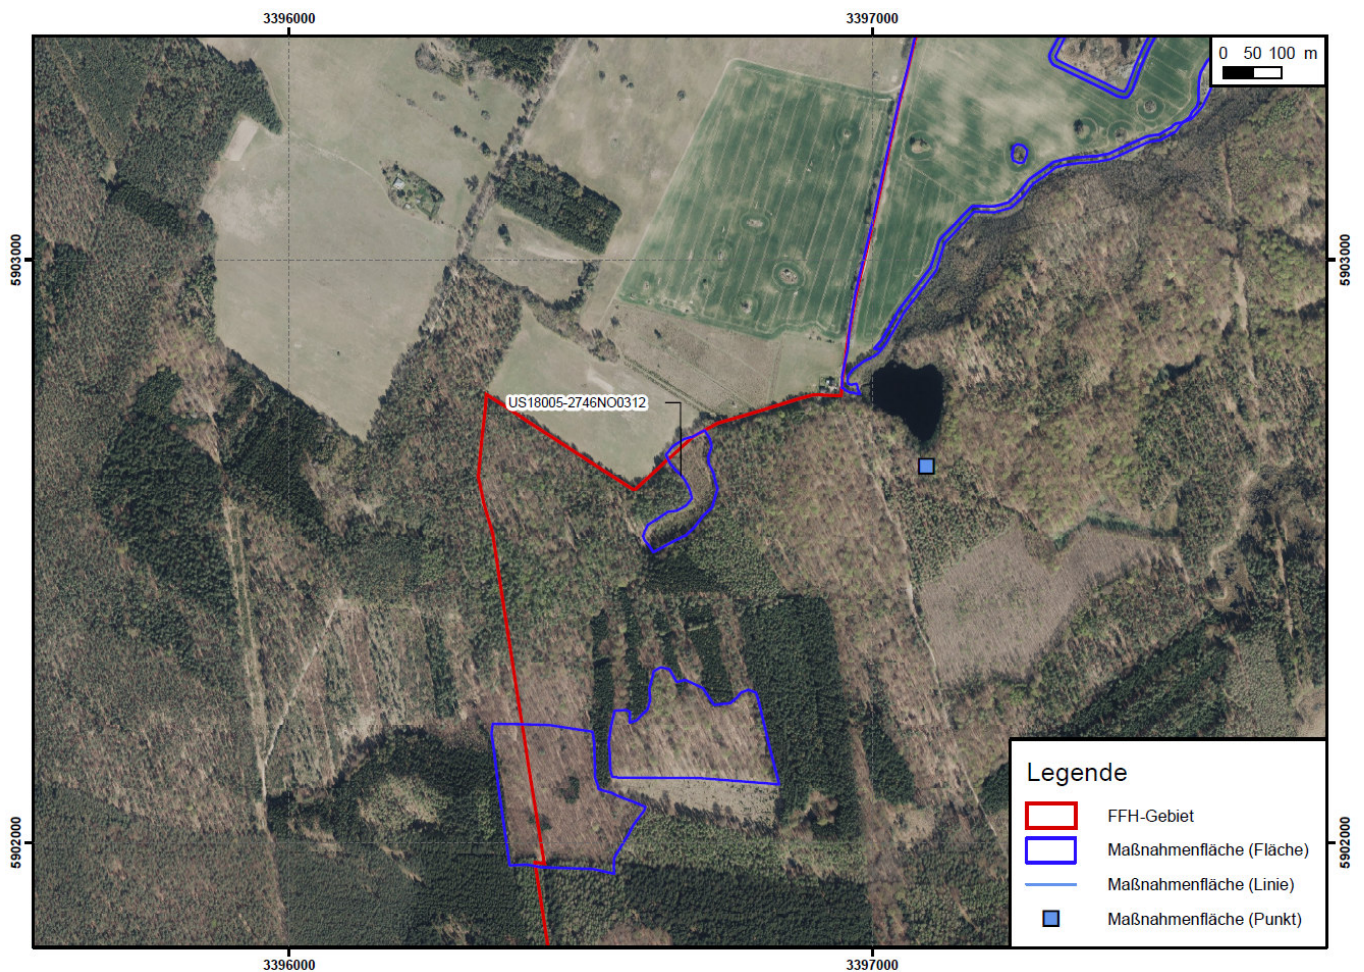 3396000
3397000
0 50 100 m
5903000
5903000
US18005-2746NO0312
Legende
FFH-Gebiet
Maßnahmenfläche (Fläche)
Maßnahmenfläche (Linie)
Maßnahmenfläche (Punkt)
5902000
5902000
3396000
3397000